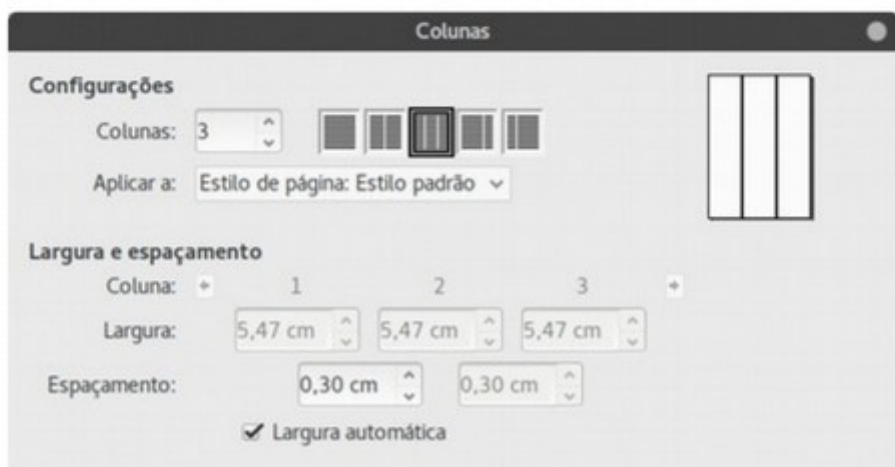 Colunas
Configurações
Colunas: 3
Aplicar a: Estilo de página: Estilo padrão
Largura e espaçamento
Coluna: 1 2 3
Largura: 5,47 cm 5,47 cm 5,47 cm
Espaçamento: 0,30 cm 0,30 cm
Largura automática